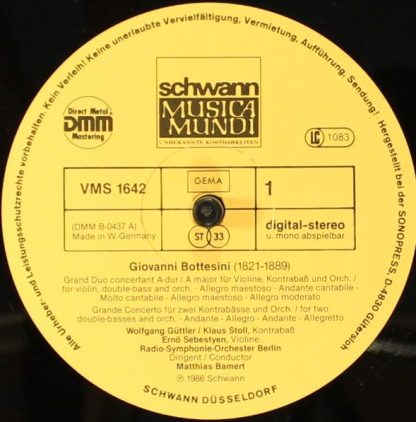 Alle Urheber- und Leistungsschutzrechte vorbehalten. Kein Verleih! Keine unerlaubte Vervielfältigung, Vermietung, Aufführung, Sendung! Hergestellt bei der SONOPRESS, D-4830 Gütersloh
schwann
MUSICA
MUNDI
UNBEKANNTE KOSTBARKEITEN
Direct Metal
DMM
Mastering
LC 1083
VMS 1642
GEMA
1
(DMM B-0437 A)
Made in W.-Germany
ST 33
digital-stereo
u. mono abspielbar
Giovanni Bottesini (1821-1889)
Grand Duo concertant A-dur / A major für Violine, Kontrabaß und Orch. /
for violin, double-bass and orch. · Allegro maestoso - Andante cantabile -
Molto cantabile - Allegro maestoso - Allegro moderato
Grande Concerto für zwei Kontrabässe und Orch. / for two
double-basses and orch. · Andante - Allegro - Andante - Allegretto
Wolfgang Güttler / Klaus Stoll, Kontrabaß
Ernö Sebestyen, Violine
Radio-Symphonie-Orchester Berlin
Dirigent / Conductor
Matthias Bamert
℗ 1986 Schwann
SCHWANN DÜSSELDORF